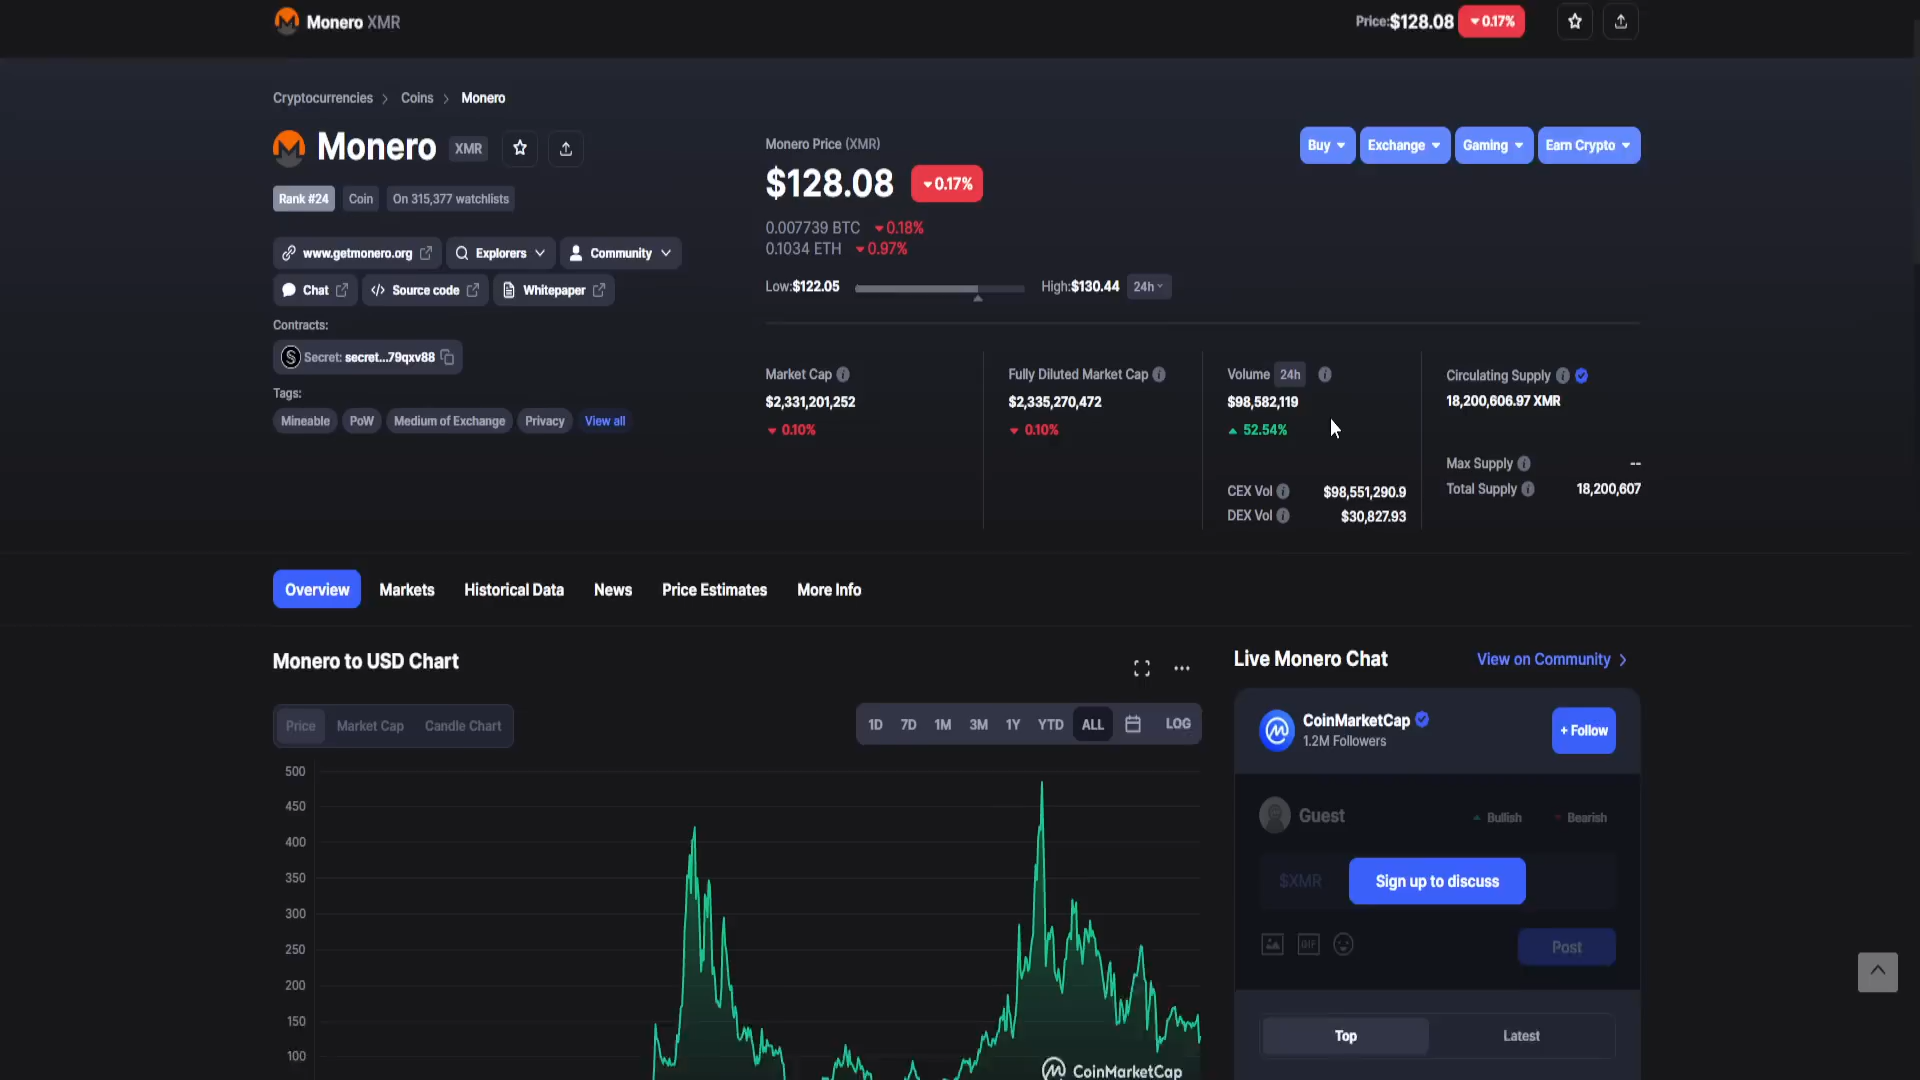 Monero XMR
Price:$128.08 0.17%
Cryptocurrencies Coins Monero
Monero XMR
Rank #24 Coin On 315,377 watchlists
www.getmonero.org Explorers Community
Chat Source code Whitepaper
Contracts:
Secret: secret...79qxv88
Tags:
Mineable PoW Medium of Exchange Privacy View all
Monero Price (XMR)
$128.08 0.17%
0.007739 BTC 0.18%
0.1034 ETH 0.97%
Low:$122.05 High:$130.44 24h
Buy Exchange Gaming Earn Crypto
Market Cap
$2,331,201,252
0.10%
Fully Diluted Market Cap
$2,335,270,472
0.10%
Volume 24h
$98,582,119
52.54%
CEX Vol $98,551,290.9
DEX Vol $30,827.93
Circulating Supply
18,200,606.97 XMR
Max Supply --
Total Supply 18,200,607
Overview Markets Historical Data News Price Estimates More Info
Monero to USD Chart
Price Market Cap Candle Chart
1D 7D 1M 3M 1Y YTD ALL LOG
500
450
400
350
300
250
200
150
100
CoinMarketCap
Live Monero Chat View on Community
CoinMarketCap
1.2M Followers
+ Follow
Guest Bullish Bearish
$XMR
Sign up to discuss
GIF
Post
Top Latest